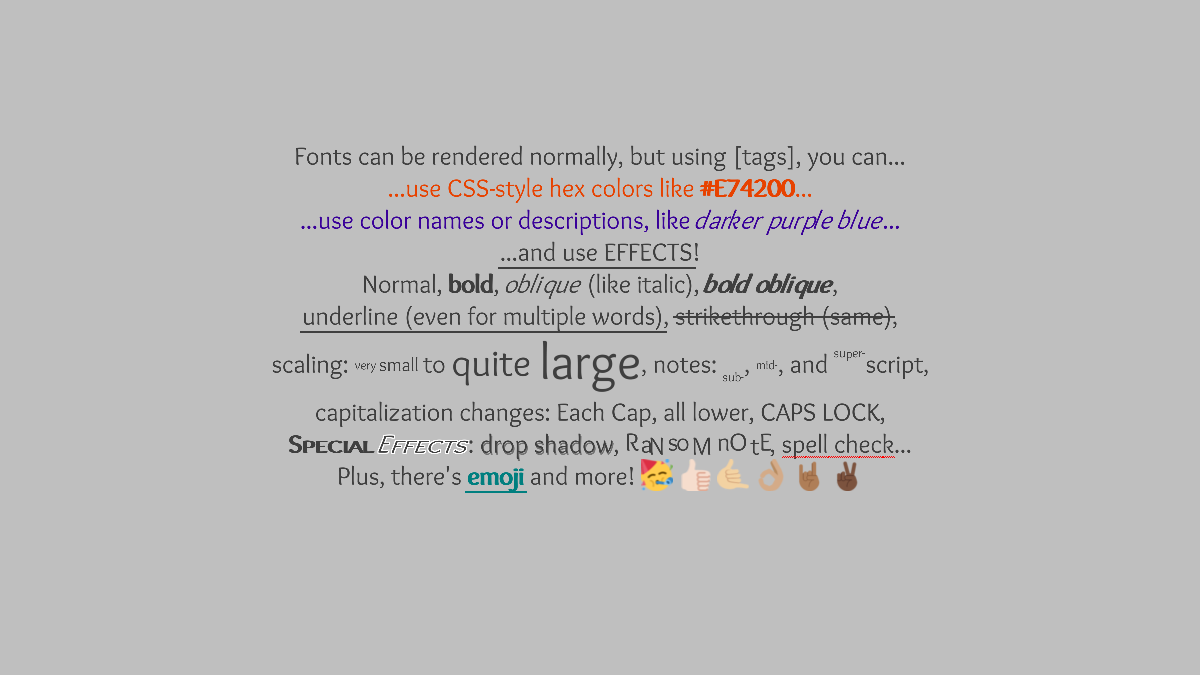 Fonts can be rendered normally, but using [tags], you can...
...use CSS-style hex colors like #E74200...
...use color names or descriptions, like darker purple blue...
...and use EFFECTS!
Normal, bold, oblique (like italic), bold oblique,
underline (even for multiple words), strikethrough (same),
scaling: very small to quite large, notes: sub-, mid-, and super-script,
capitalization changes: Each Cap, all lower, CAPS LOCK,
Special Effects: drop shadow, RaNsoM nOtE, spell check...
Plus, there's emoji and more! 🥳👍🏻🤙🏼👌🏽🤘🏾✌🏿